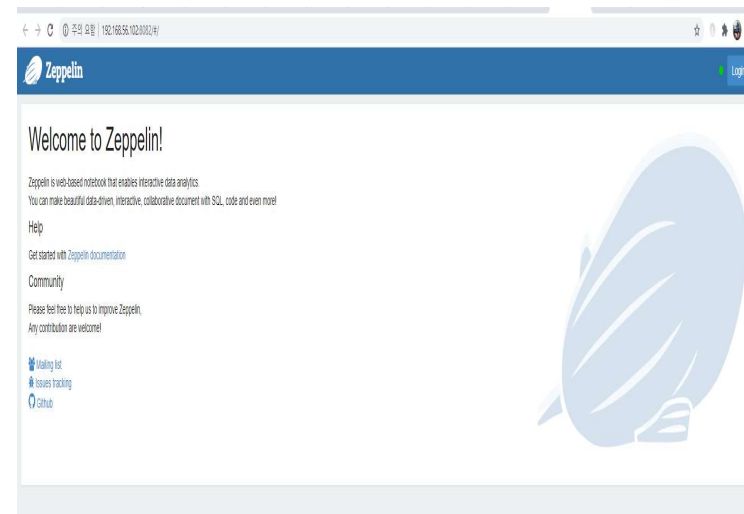 주의 요함 | 192.168.56.102:8082/#/
Zeppelin
Login
Welcome to Zeppelin!
Zeppelin is web-based notebook that enables interactive data analytics.
You can make beautiful data-driven, interactive, collaborative document with SQL, code and even more!
Help
Get started with Zeppelin documentation
Community
Please feel free to help us to improve Zeppelin,
Any contribution are welcome!
Mailing list
Issues tracking
Github